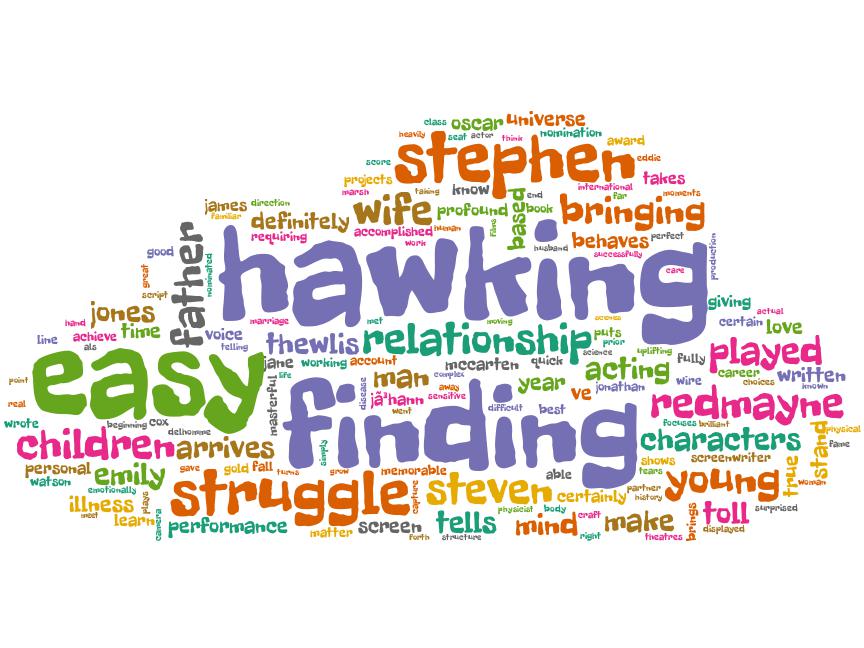 class oscar universe
heavily seat actor think nomination
stephen award
score eddie
projects international takes
marsh taking know end far moments
james direction wife profound based book bringing
familiar definitely
requiring accomplished human films behaves perfect
work husband successfully
good father nominated hawking care production
great
script giving
jones marriage met moving scenes actual
hand time voice thewlis relationship puts certain love
line achieve telling prior
als science uplifting played
easy jane working account mccarten quick acting fully career
point masterful life man complex year ve jonathan wire choices written
disease away known
real jã¨hann sensitive finding redmayne
went difficult best
wrote beginning cox focuses brilliant physical
children arrives delhomme simply characters stand fame
personal emily gave gold fall turns grow memorable able shows screenwriter true
watson tears woman
emotionally struggle capture steven certainly partner young
illness plays history
meet learn camera performance screen tells physicist body craft mind make brings toll surprised
matter forth structure right theatres displayed